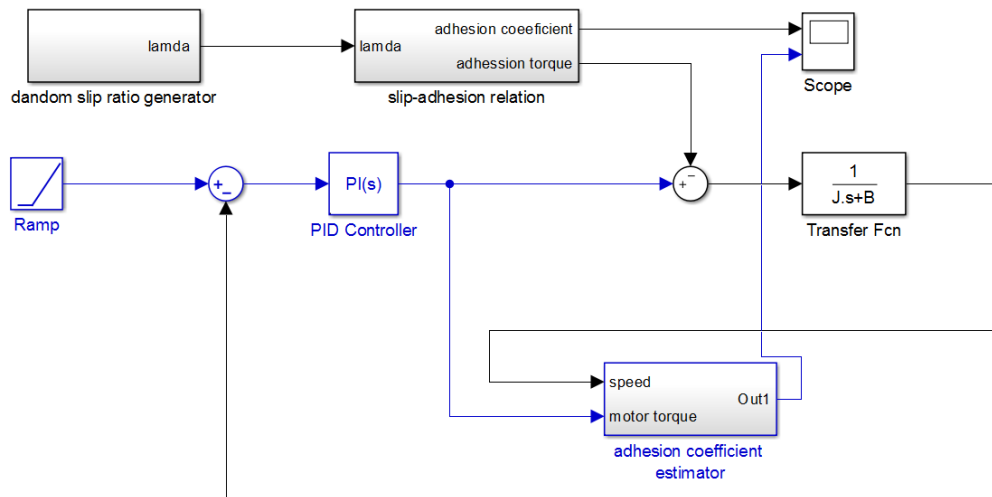 lamda
dandom slip ratio generator
lamda
adhesion coeeficient
adhession torque
slip-adhesion relation
Scope
Ramp
+
−
PI(s)
PID Controller
+
−
1
J.s+B
Transfer Fcn
speed
motor torque
Out1
adhesion coefficient
estimator